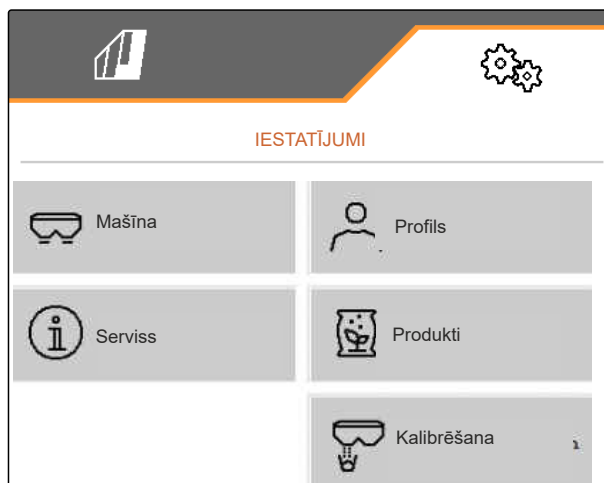 IESTATĪJUMI
Mašīna
Profils
Serviss
Produkti
Kalibrēšana